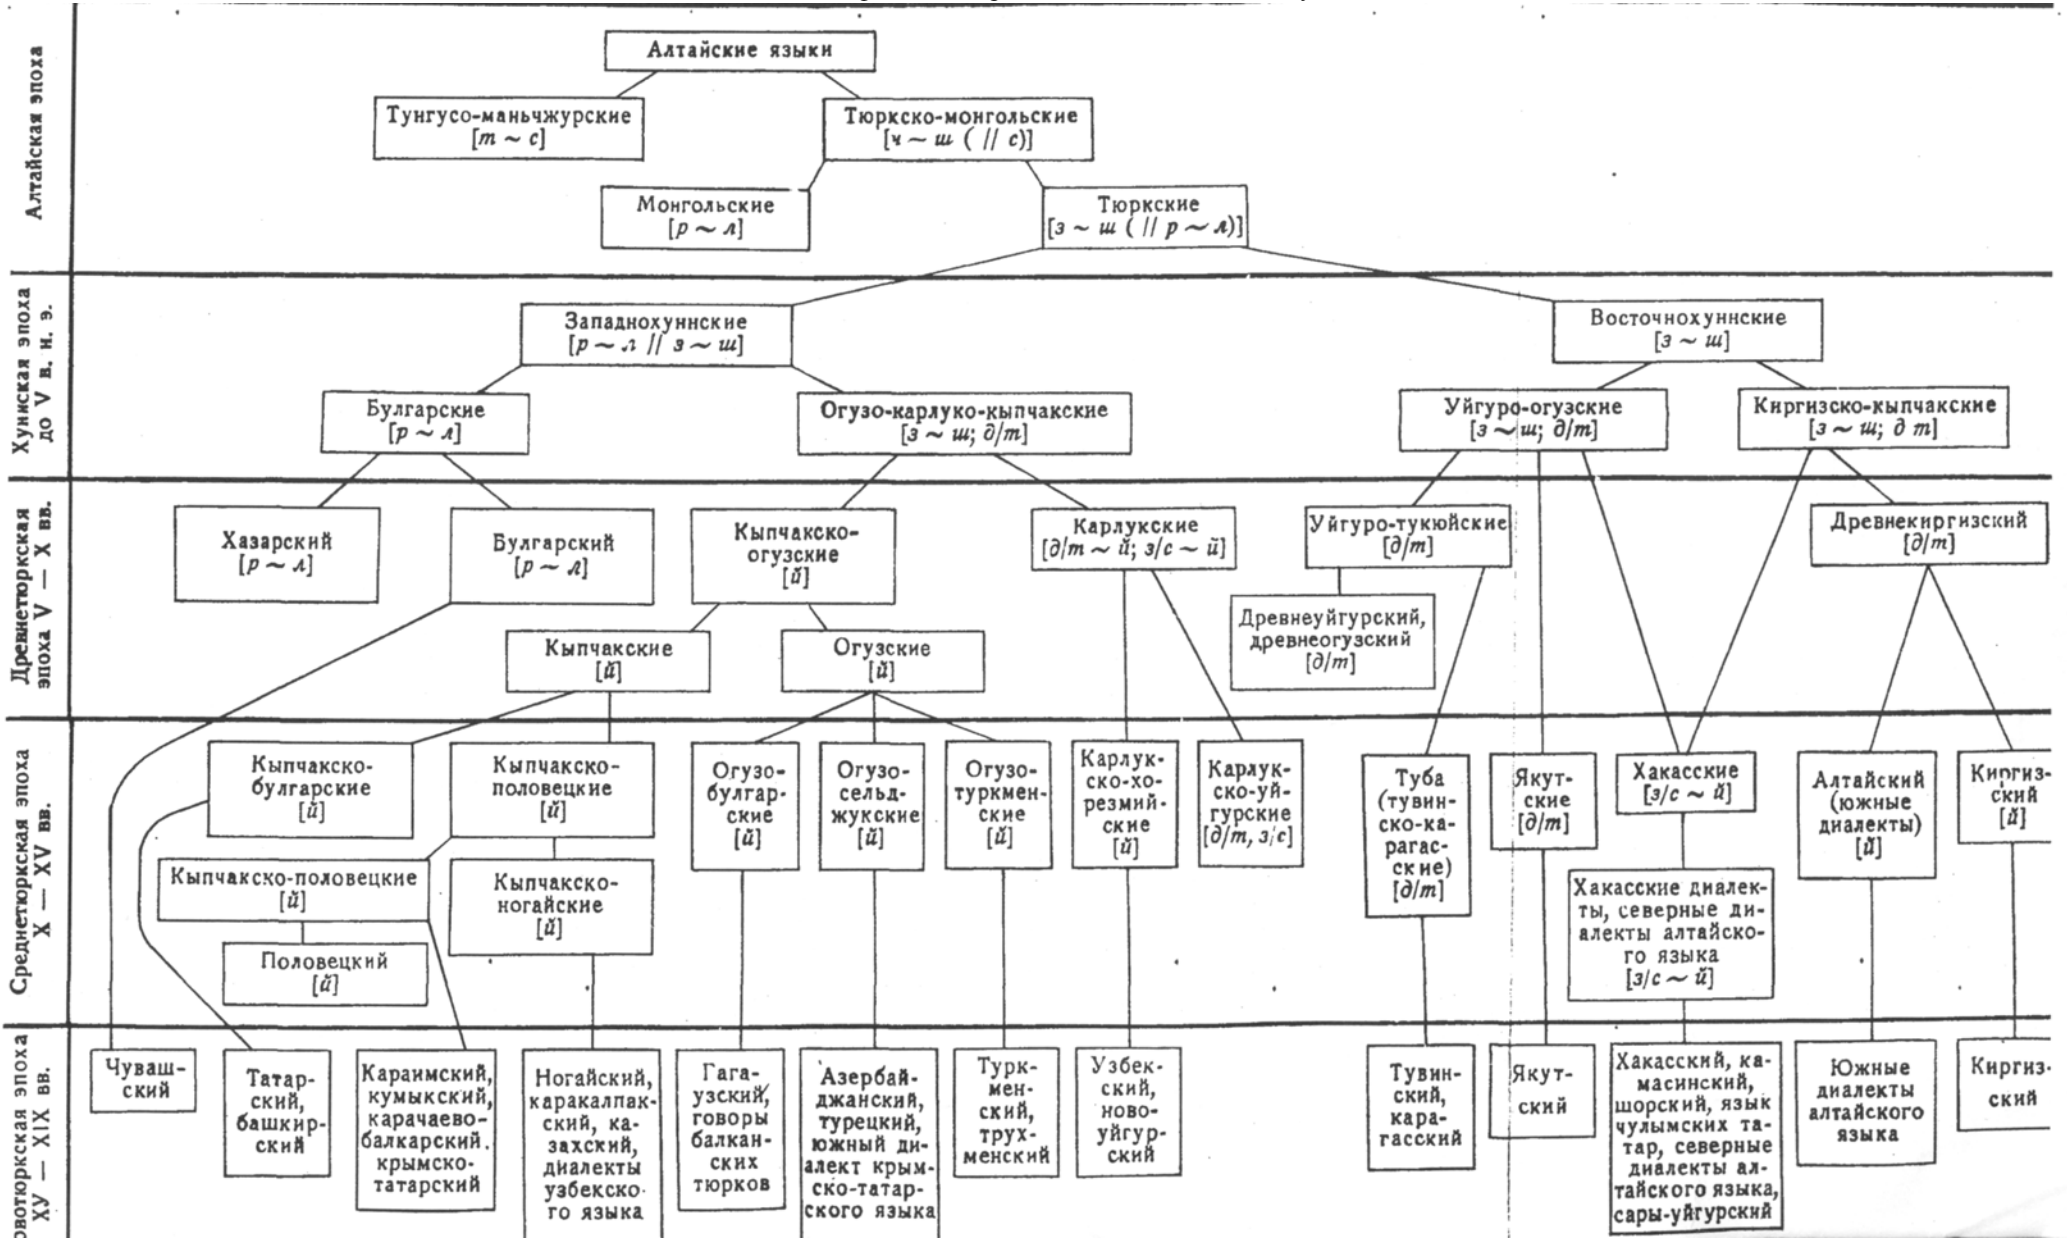 Алтайская эпоха
Алтайские языки
Тунгусо-маньчжурские
[т ~ с]
Тюркско-монгольские
[ч ~ ш ( // с)]
Монгольские
[р ~ л]
Тюркские
[з ~ ш ( // р ~ л)]
Хуннская эпоха
до V в. н. э.
Западнохуннские
[р ~ л // з ~ ш]
Восточнохуннские
[з ~ ш]
Булгарские
[р ~ л]
Огузо-карлуко-кыпчакские
[з ~ ш; д/т]
Уйгуро-огузские
[з ~ ш; д/т]
Киргизско-кыпчакские
[з ~ ш; д т]
Древнетюркская
эпоха V — X вв.
Хазарский
[р ~ л]
Булгарский
[р ~ л]
Кыпчакско-
огузские
[й]
Карлукские
[д/т ~ й; з/с ~ й]
Уйгуро-тукюйские
[д/т]
Древнекиргизский
[д/т]
Древнеуйгурский,
древнеогузский
[д/т]
Кыпчакские
[й]
Огузские
[й]
Среднетюркская эпоха
X — XV вв.
Кыпчакско-
булгарские
[й]
Кыпчакско-
половецкие
[й]
Огузо-
булгар-
ские
[й]
Огузо-
сельд-
жукские
[й]
Огузо-
туркмен-
ские
[й]
Карлук-
ско-хо-
резмий-
ские
[й]
Карлук-
ско-уй-
гурские
[д/т, з/с]
Туба
(тувин-
ско-ка-
рагас-
ские)
[д/т]
Якут-
ские
[д/т]
Хакасские
[з/с ~ й]
Алтайский
(южные
диалекты)
[й]
Киргиз-
ский
[й]
Кыпчакско-половецкие
[й]
Кыпчакско-
ногайские
[й]
Хакасские диалек-
ты, северные ди-
алекты алтайско-
го языка
[з/с ~ й]
Половецкий
[й]
овотюркская эпоха
ХУ — XIX вв.
Чуваш-
ский
Татар-
ский,
башкир-
ский
Караимский,
кумыкский,
карачаево-
балкарский.
крымско-
татарский
Ногайский,
каракалпак-
ский, ка-
захский,
диалекты
узбекско-
го языка
Гага-
узский,
говоры
балкан-
ских
тюрков
Азербай-
джанский,
турецкий,
южный ди-
алект крым-
ско-татар-
ского языка
Турк-
мен-
ский,
трух-
менский
Узбек-
ский,
ново-
уйгур-
ский
Тувин-
ский,
кара-
гасский
Якут-
ский
Хакасский, ка-
масинский,
шорский, язык
чулымских та-
тар, северные
диалекты ал-
тайского языка,
сары-уйгурский
Южные
диалекты
алтайского
языка
Киргиз-
ский